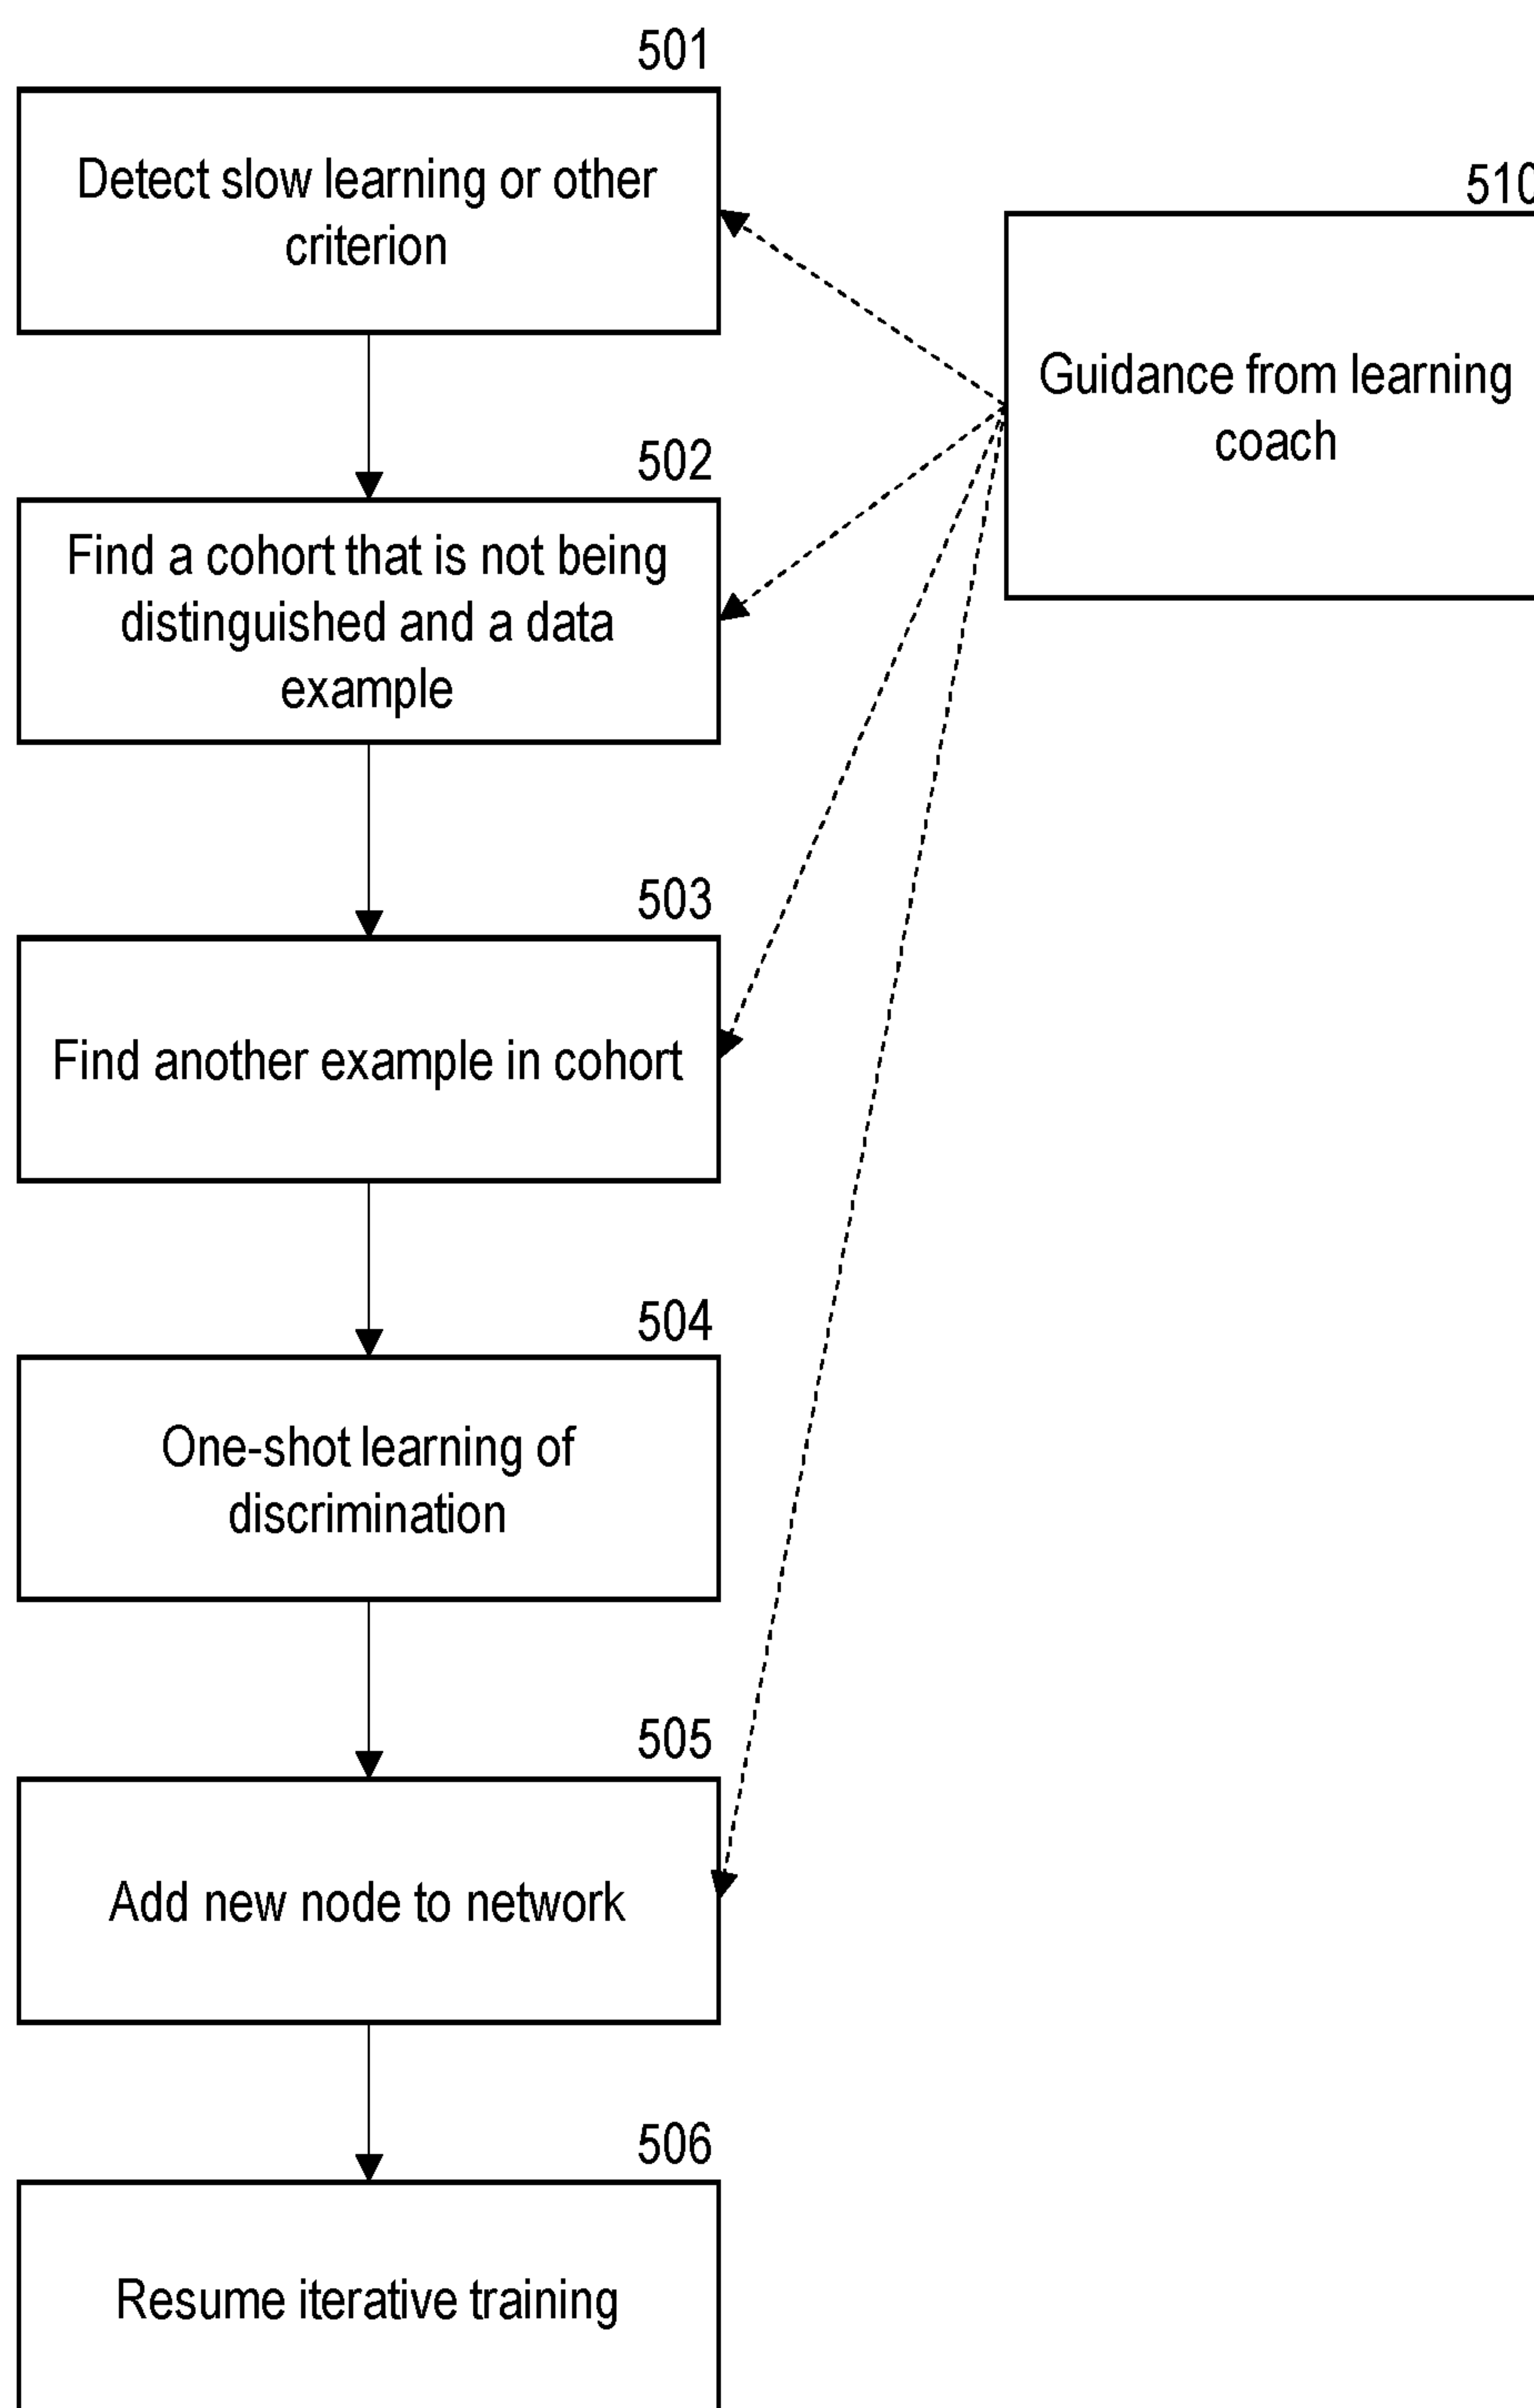 501
Detect slow learning or other
criterion
510
Guidance from learning
coach
502
Find a cohort that is not being
distinguished and a data
example
503
Find another example in cohort
504
One-shot learning of
discrimination
505
Add new node to network
506
Resume iterative training